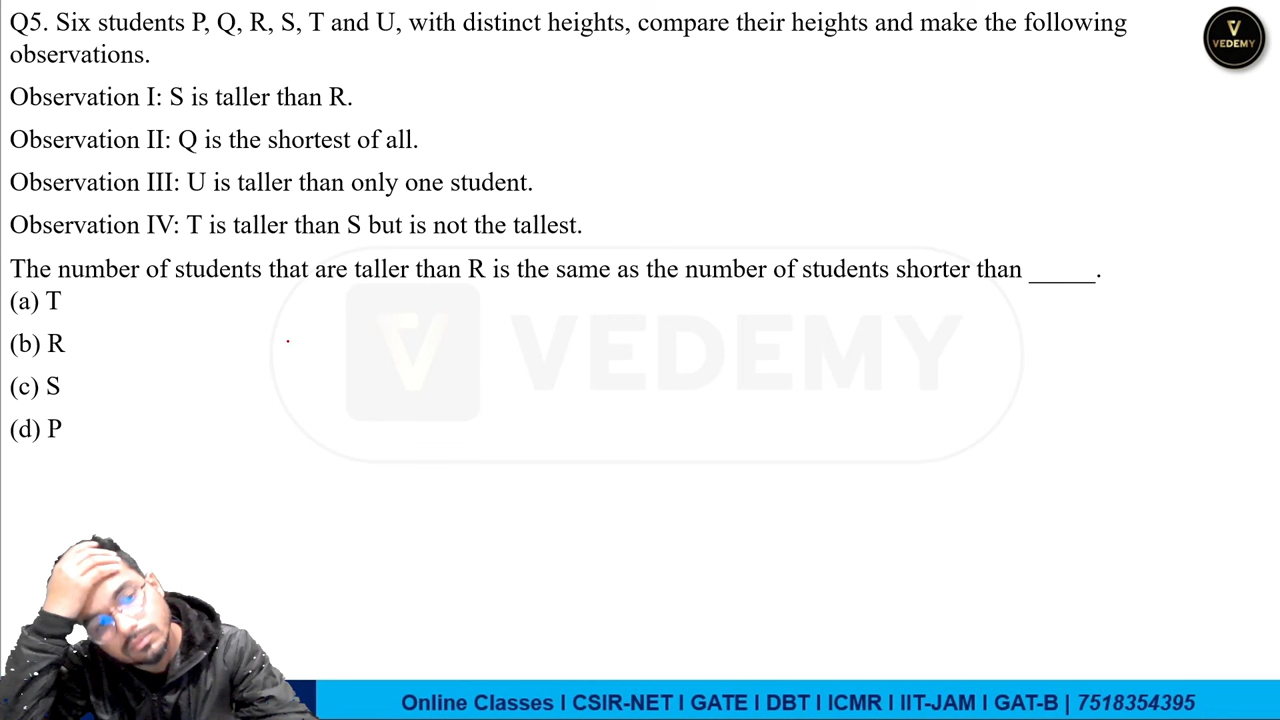 Q5. Six students P, Q, R, S, T and U, with distinct heights, compare their heights and make the following
observations.
VEDEMY
Observation I: S is taller than R.
Observation II: Q is the shortest of all.
Observation III: U is taller than only one student.
Observation IV: T is taller than S but is not the tallest.
The number of students that are taller than R is the same as the number of students shorter than _____.
(a) T
(b) R
(c) S
(d) P
VEDEMY
Online Classes I CSIR-NET I GATE I DBT I ICMR I IIT-JAM I GAT-B | 7518354395